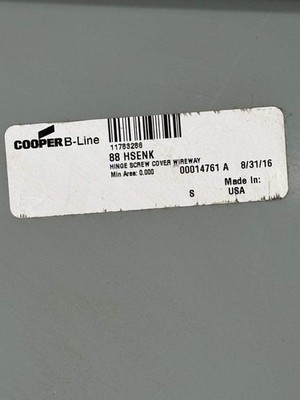 COOPER B-Line
11783286
88 HSENK
HINGE SCREW COVER WIREWAY
Min Area: 0.000
00014761 A 8/31/16
Made In:
S USA